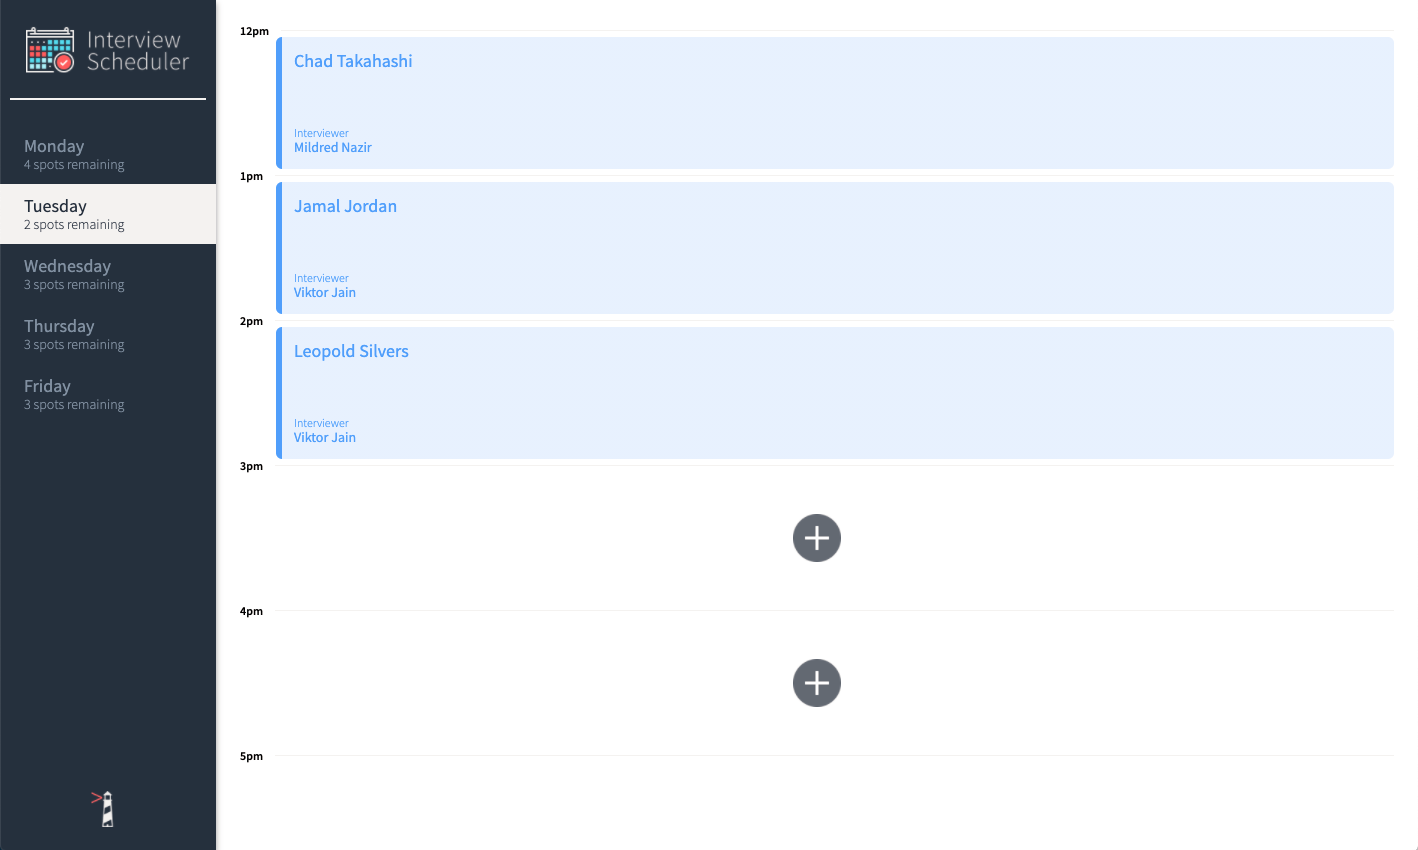 Interview
Scheduler
Monday
4 spots remaining
Tuesday
2 spots remaining
Wednesday
3 spots remaining
Thursday
3 spots remaining
Friday
3 spots remaining
12pm
Chad Takahashi
Interviewer
Mildred Nazir
1pm
Jamal Jordan
Interviewer
Viktor Jain
2pm
Leopold Silvers
Interviewer
Viktor Jain
3pm
4pm
5pm